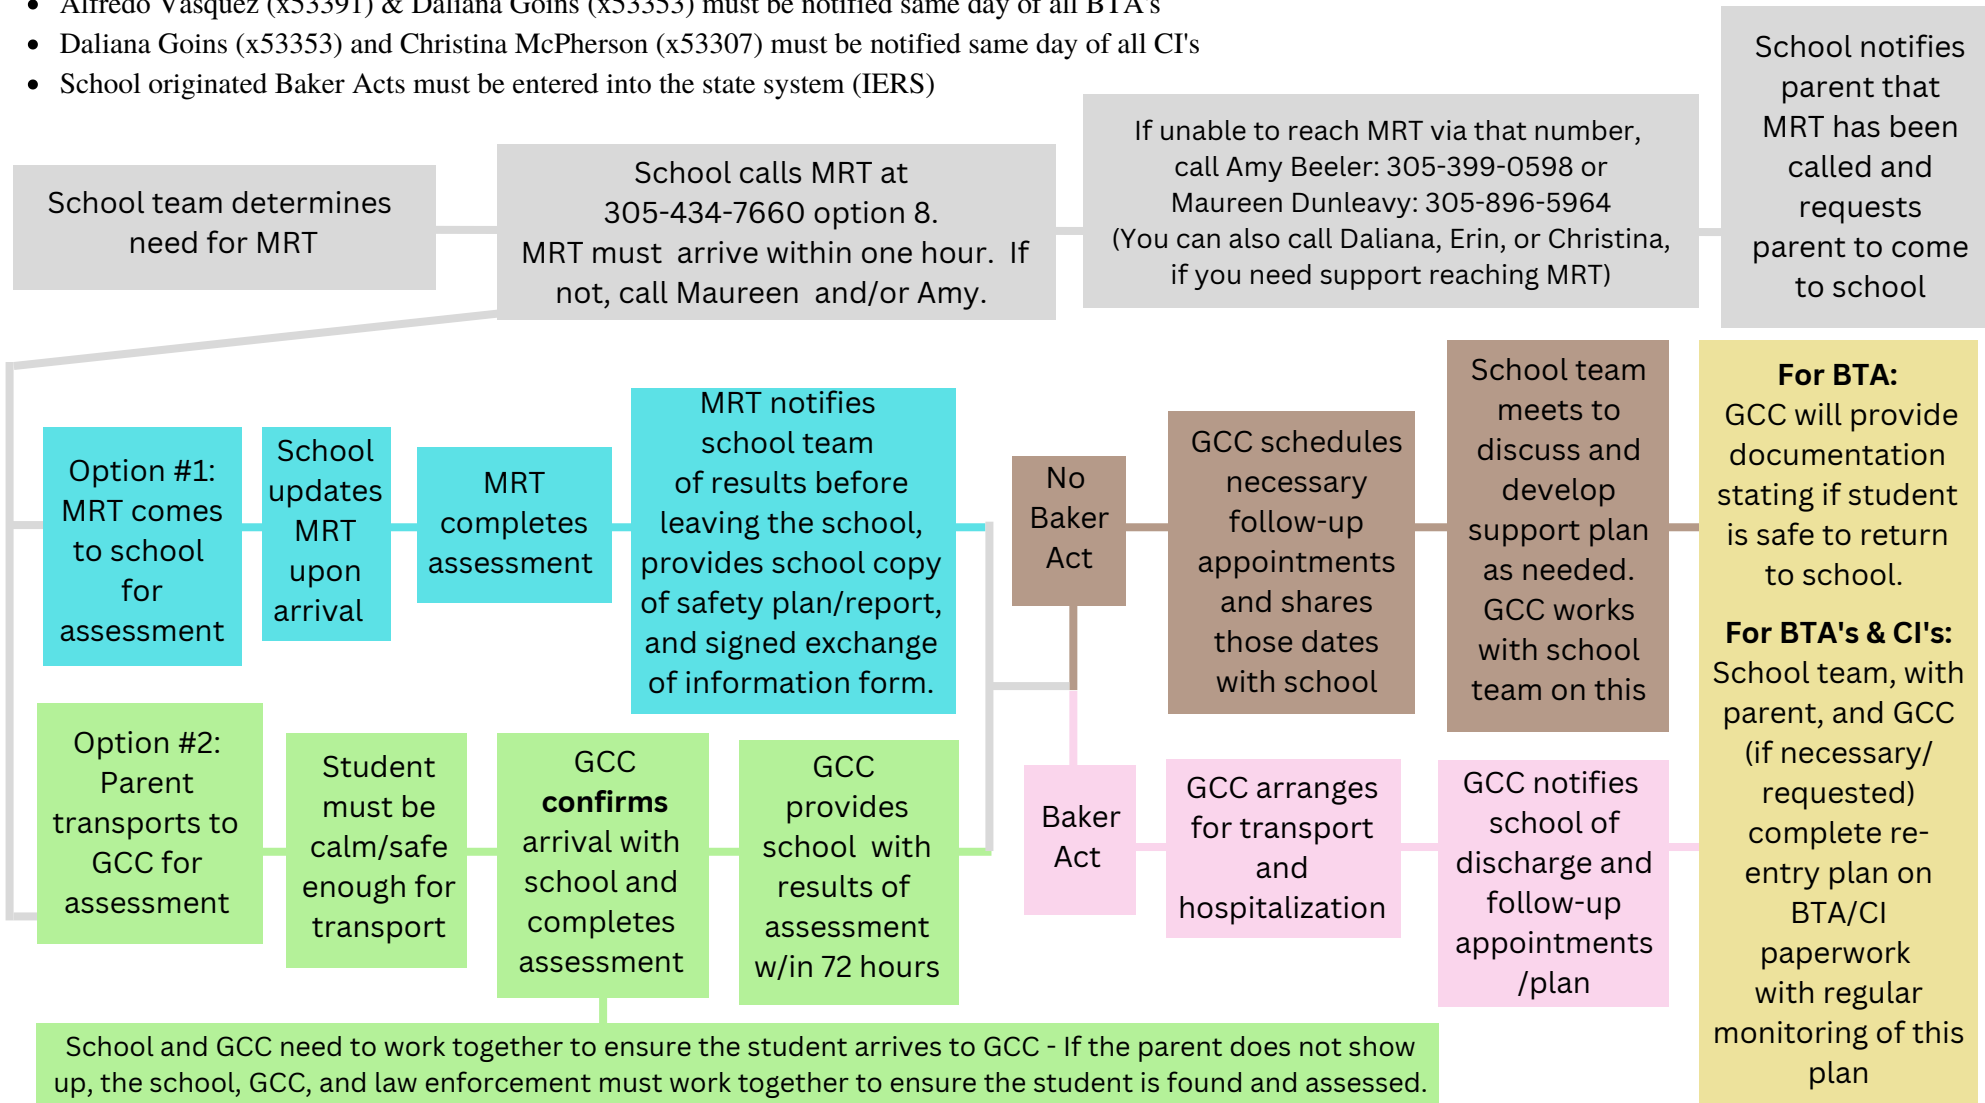 • Alfredo Vasquez (x53391) & Daliana Goins (x53353) must be notified same day of all BTA's
• Daliana Goins (x53353) and Christina McPherson (x53307) must be notified same day of all CI's
• School originated Baker Acts must be entered into the state system (IERS)
School team determines
need for MRT
School calls MRT at
305-434-7660 option 8.
MRT must arrive within one hour. If
not, call Maureen and/or Amy.
If unable to reach MRT via that number,
call Amy Beeler: 305-399-0598 or
Maureen Dunleavy: 305-896-5964
(You can also call Daliana, Erin, or Christina,
if you need support reaching MRT)
School notifies
parent that
MRT has been
called and
requests
parent to come
to school
Option #1:
MRT comes
to school
for
assessment
School
updates
MRT
upon
arrival
MRT
completes
assessment
MRT notifies
school team
of results before
leaving the school,
provides school copy
of safety plan/report,
and signed exchange
of information form.
No
Baker
Act
GCC schedules
necessary
follow-up
appointments
and shares
those dates
with school
School team
meets to
discuss and
develop
support plan
as needed.
GCC works
with school
team on this
For BTA:
GCC will provide
documentation
stating if student
is safe to return
to school.
For BTA's & CI's:
School team, with
parent, and GCC
(if necessary/
requested)
complete re-
entry plan on
BTA/CI
paperwork
with regular
monitoring of this
plan
Option #2:
Parent
transports to
GCC for
assessment
Student
must be
calm/safe
enough for
transport
GCC
confirms
arrival with
school and
completes
assessment
GCC
provides
school with
results of
assessment
w/in 72 hours
Baker
Act
GCC arranges
for transport
and
hospitalization
GCC notifies
school of
discharge and
follow-up
appointments
/plan
School and GCC need to work together to ensure the student arrives to GCC - If the parent does not show
up, the school, GCC, and law enforcement must work together to ensure the student is found and assessed.